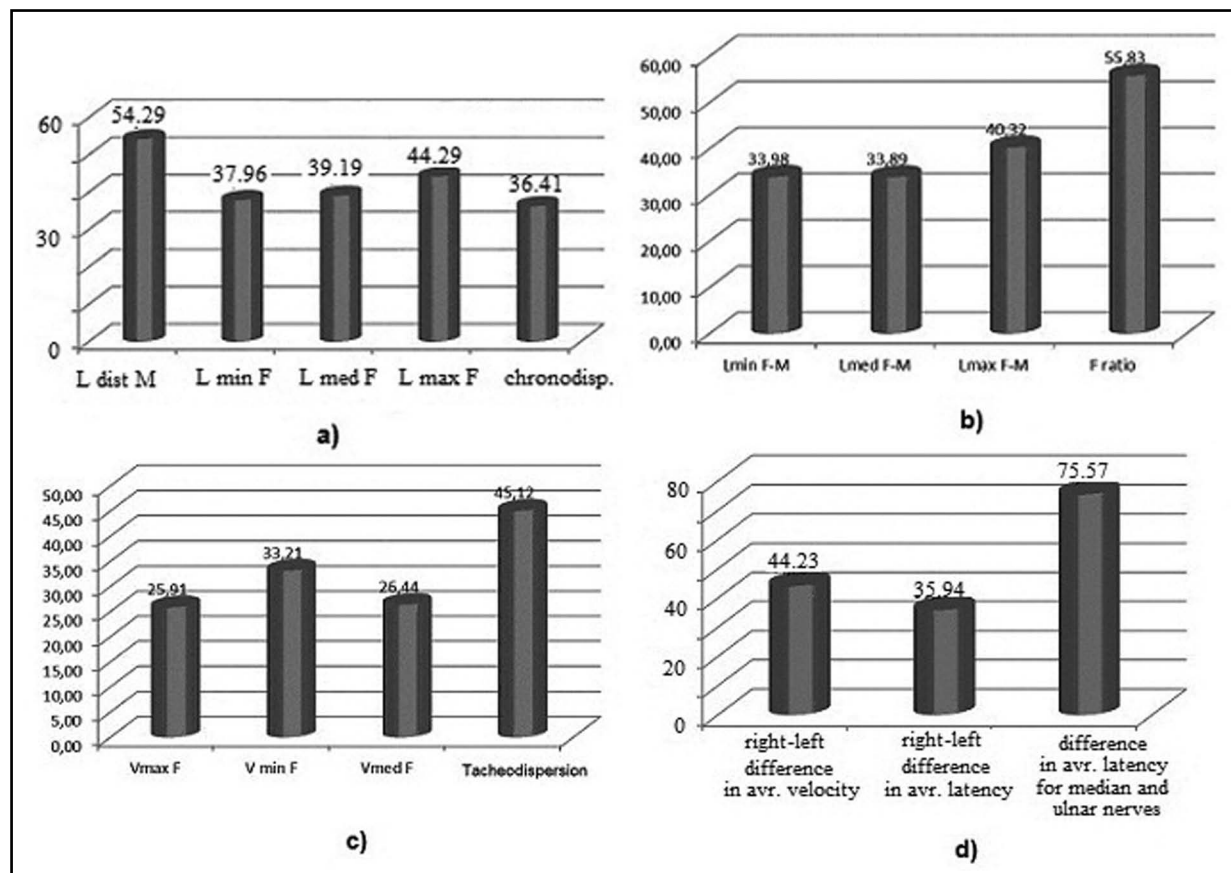 60
30
0
54.29
37.96
39.19
44.29
36.41
L dist M L min F L med F L max F chronodisp.
a)
60,00
50,00
40,00
30,00
20,00
10,00
0,00
33,98
33,89
40,32
55,83
Lmin F-M Lmed F-M Lmax F-M F ratio
b)
50,00
45,00
40,00
35,00
30,00
25,00
20,00
15,00
10,00
5,00
0,00
25,91
33,21
26,44
45,12
Vmax F V min F Vmed F Tacheodispersion
c)
80
60
40
20
0
44.23
35.94
75.57
right-left
difference
in avr. velocity
right-left
difference
in avr. latency
difference
in avr. latency
for median and
ulnar nerves
d)